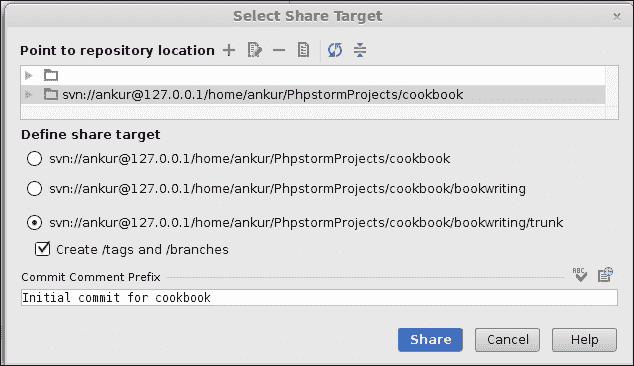 Select Share Target
Point to repository location
svn://ankur@127.0.0.1/home/ankur/PhpstormProjects/cookbook
Define share target
svn://ankur@127.0.0.1/home/ankur/PhpstormProjects/cookbook
svn://ankur@127.0.0.1/home/ankur/PhpstormProjects/cookbook/bookwriting
svn://ankur@127.0.0.1/home/ankur/PhpstormProjects/cookbook/bookwriting/trunk
Create /tags and /branches
Commit Comment Prefix
ABC
Initial commit for cookbook
Share Cancel Help